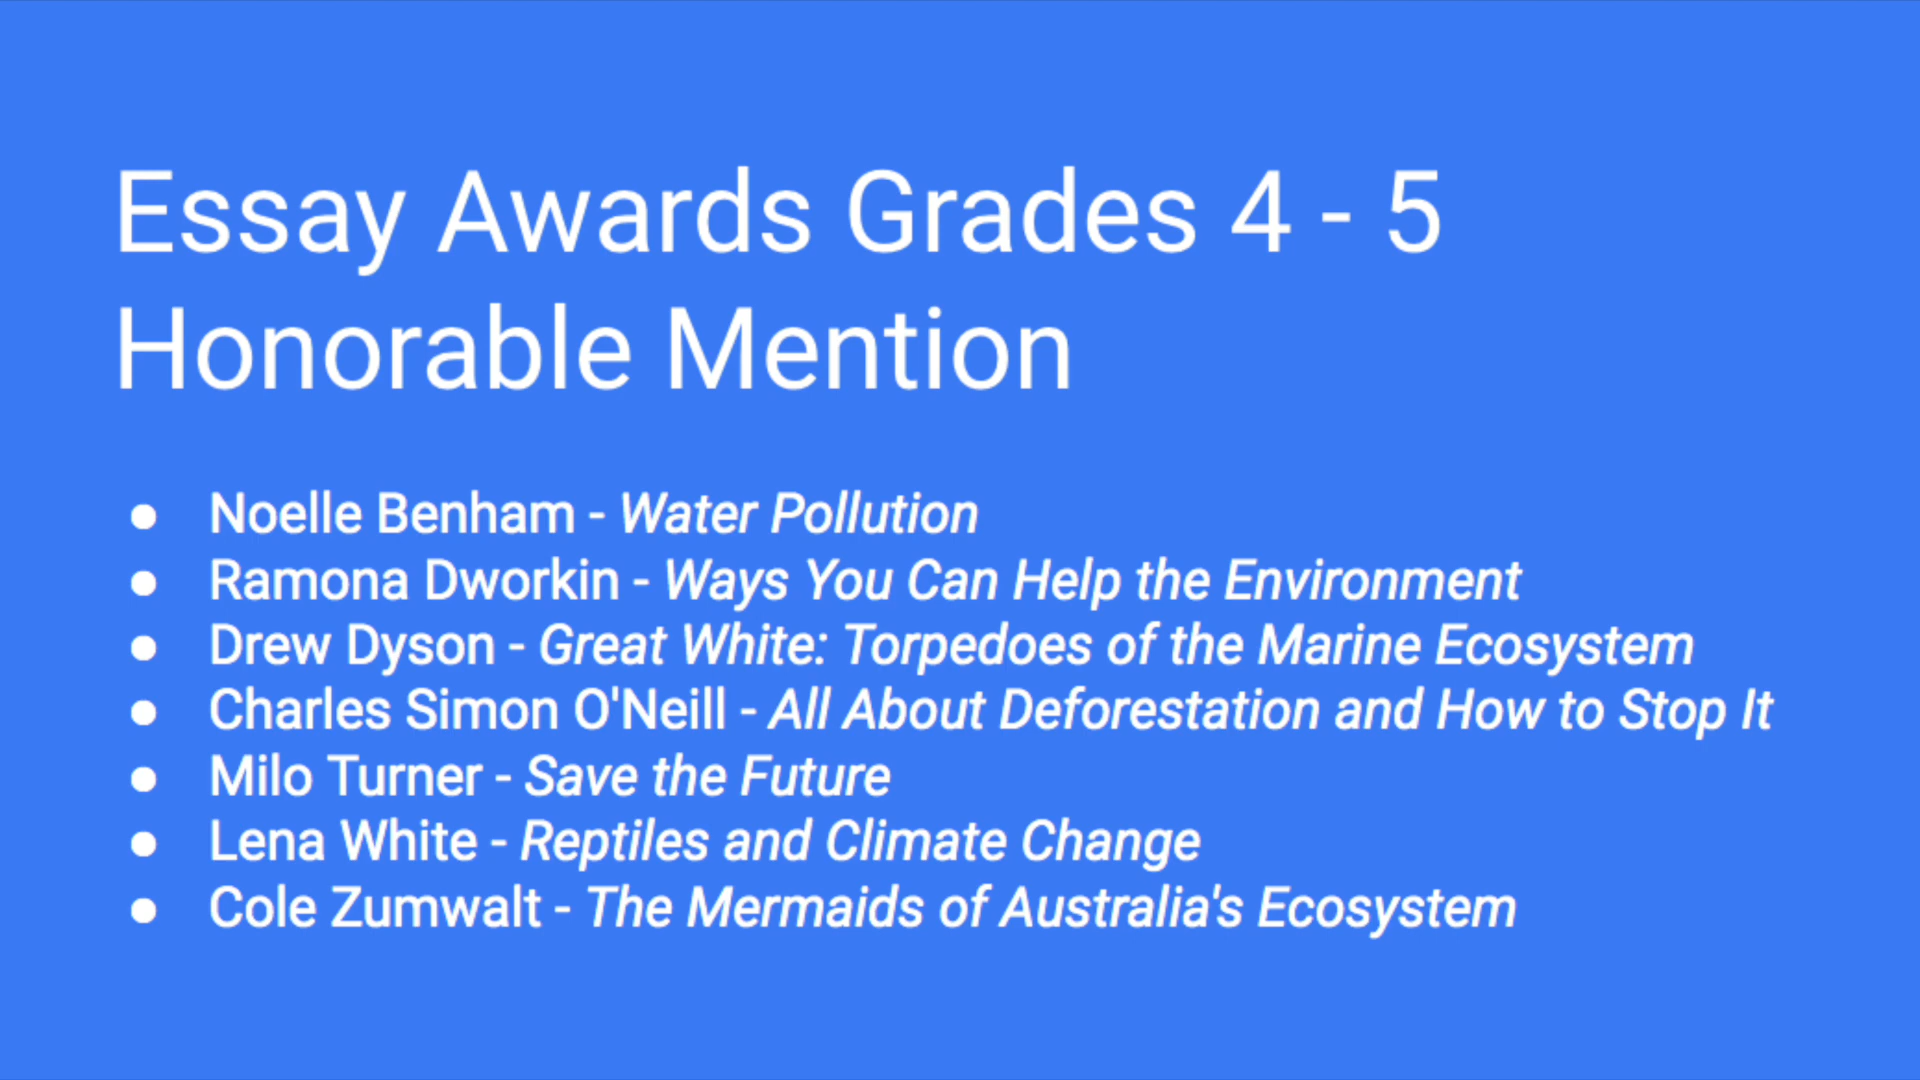 Essay Awards Grades 4 - 5
Honorable Mention
● Noelle Benham - Water Pollution
● Ramona Dworkin - Ways You Can Help the Environment
● Drew Dyson - Great White: Torpedoes of the Marine Ecosystem
● Charles Simon O'Neill - All About Deforestation and How to Stop It
● Milo Turner - Save the Future
● Lena White - Reptiles and Climate Change
● Cole Zumwalt - The Mermaids of Australia's Ecosystem